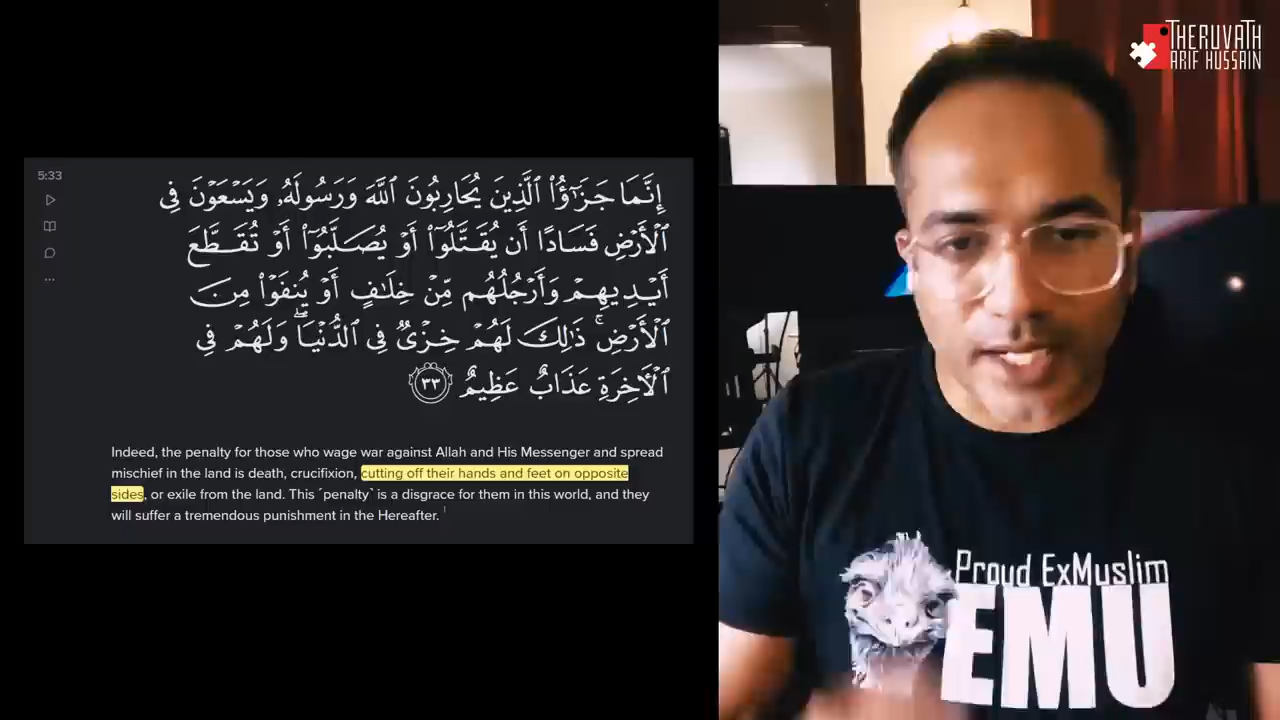 5:33
إِنَّمَا جَزَٰٓؤُا۟ ٱلَّذِينَ يُحَارِبُونَ ٱللَّهَ وَرَسُولَهُۥ وَيَسْعَوْنَ فِى
ٱلْأَرْضِ فَسَادًا أَن يُقَتَّلُوٓا۟ أَوْ يُصَلَّبُوٓا۟ أَوْ تُقَطَّعَ
أَيْدِيهِمْ وَأَرْجُلُهُم مِّنْ خِلَـٰفٍ أَوْ يُنفَوْا۟ مِنَ
ٱلْأَرْضِ ۚ ذَٰلِكَ لَهُمْ خِزْىٌ فِى ٱلدُّنْيَا ۖ وَلَهُمْ فِى
ٱلْـَٔاخِرَةِ عَذَابٌ عَظِيمٌ ٣٣
Indeed, the penalty for those who wage war against Allah and His Messenger and spread
mischief in the land is death, crucifixion, cutting off their hands and feet on opposite
sides, or exile from the land. This ˹penalty˺ is a disgrace for them in this world, and they
will suffer a tremendous punishment in the Hereafter. 1
THERUVATH
ARIF HUSSAIN
Proud ExMuslim
EMU